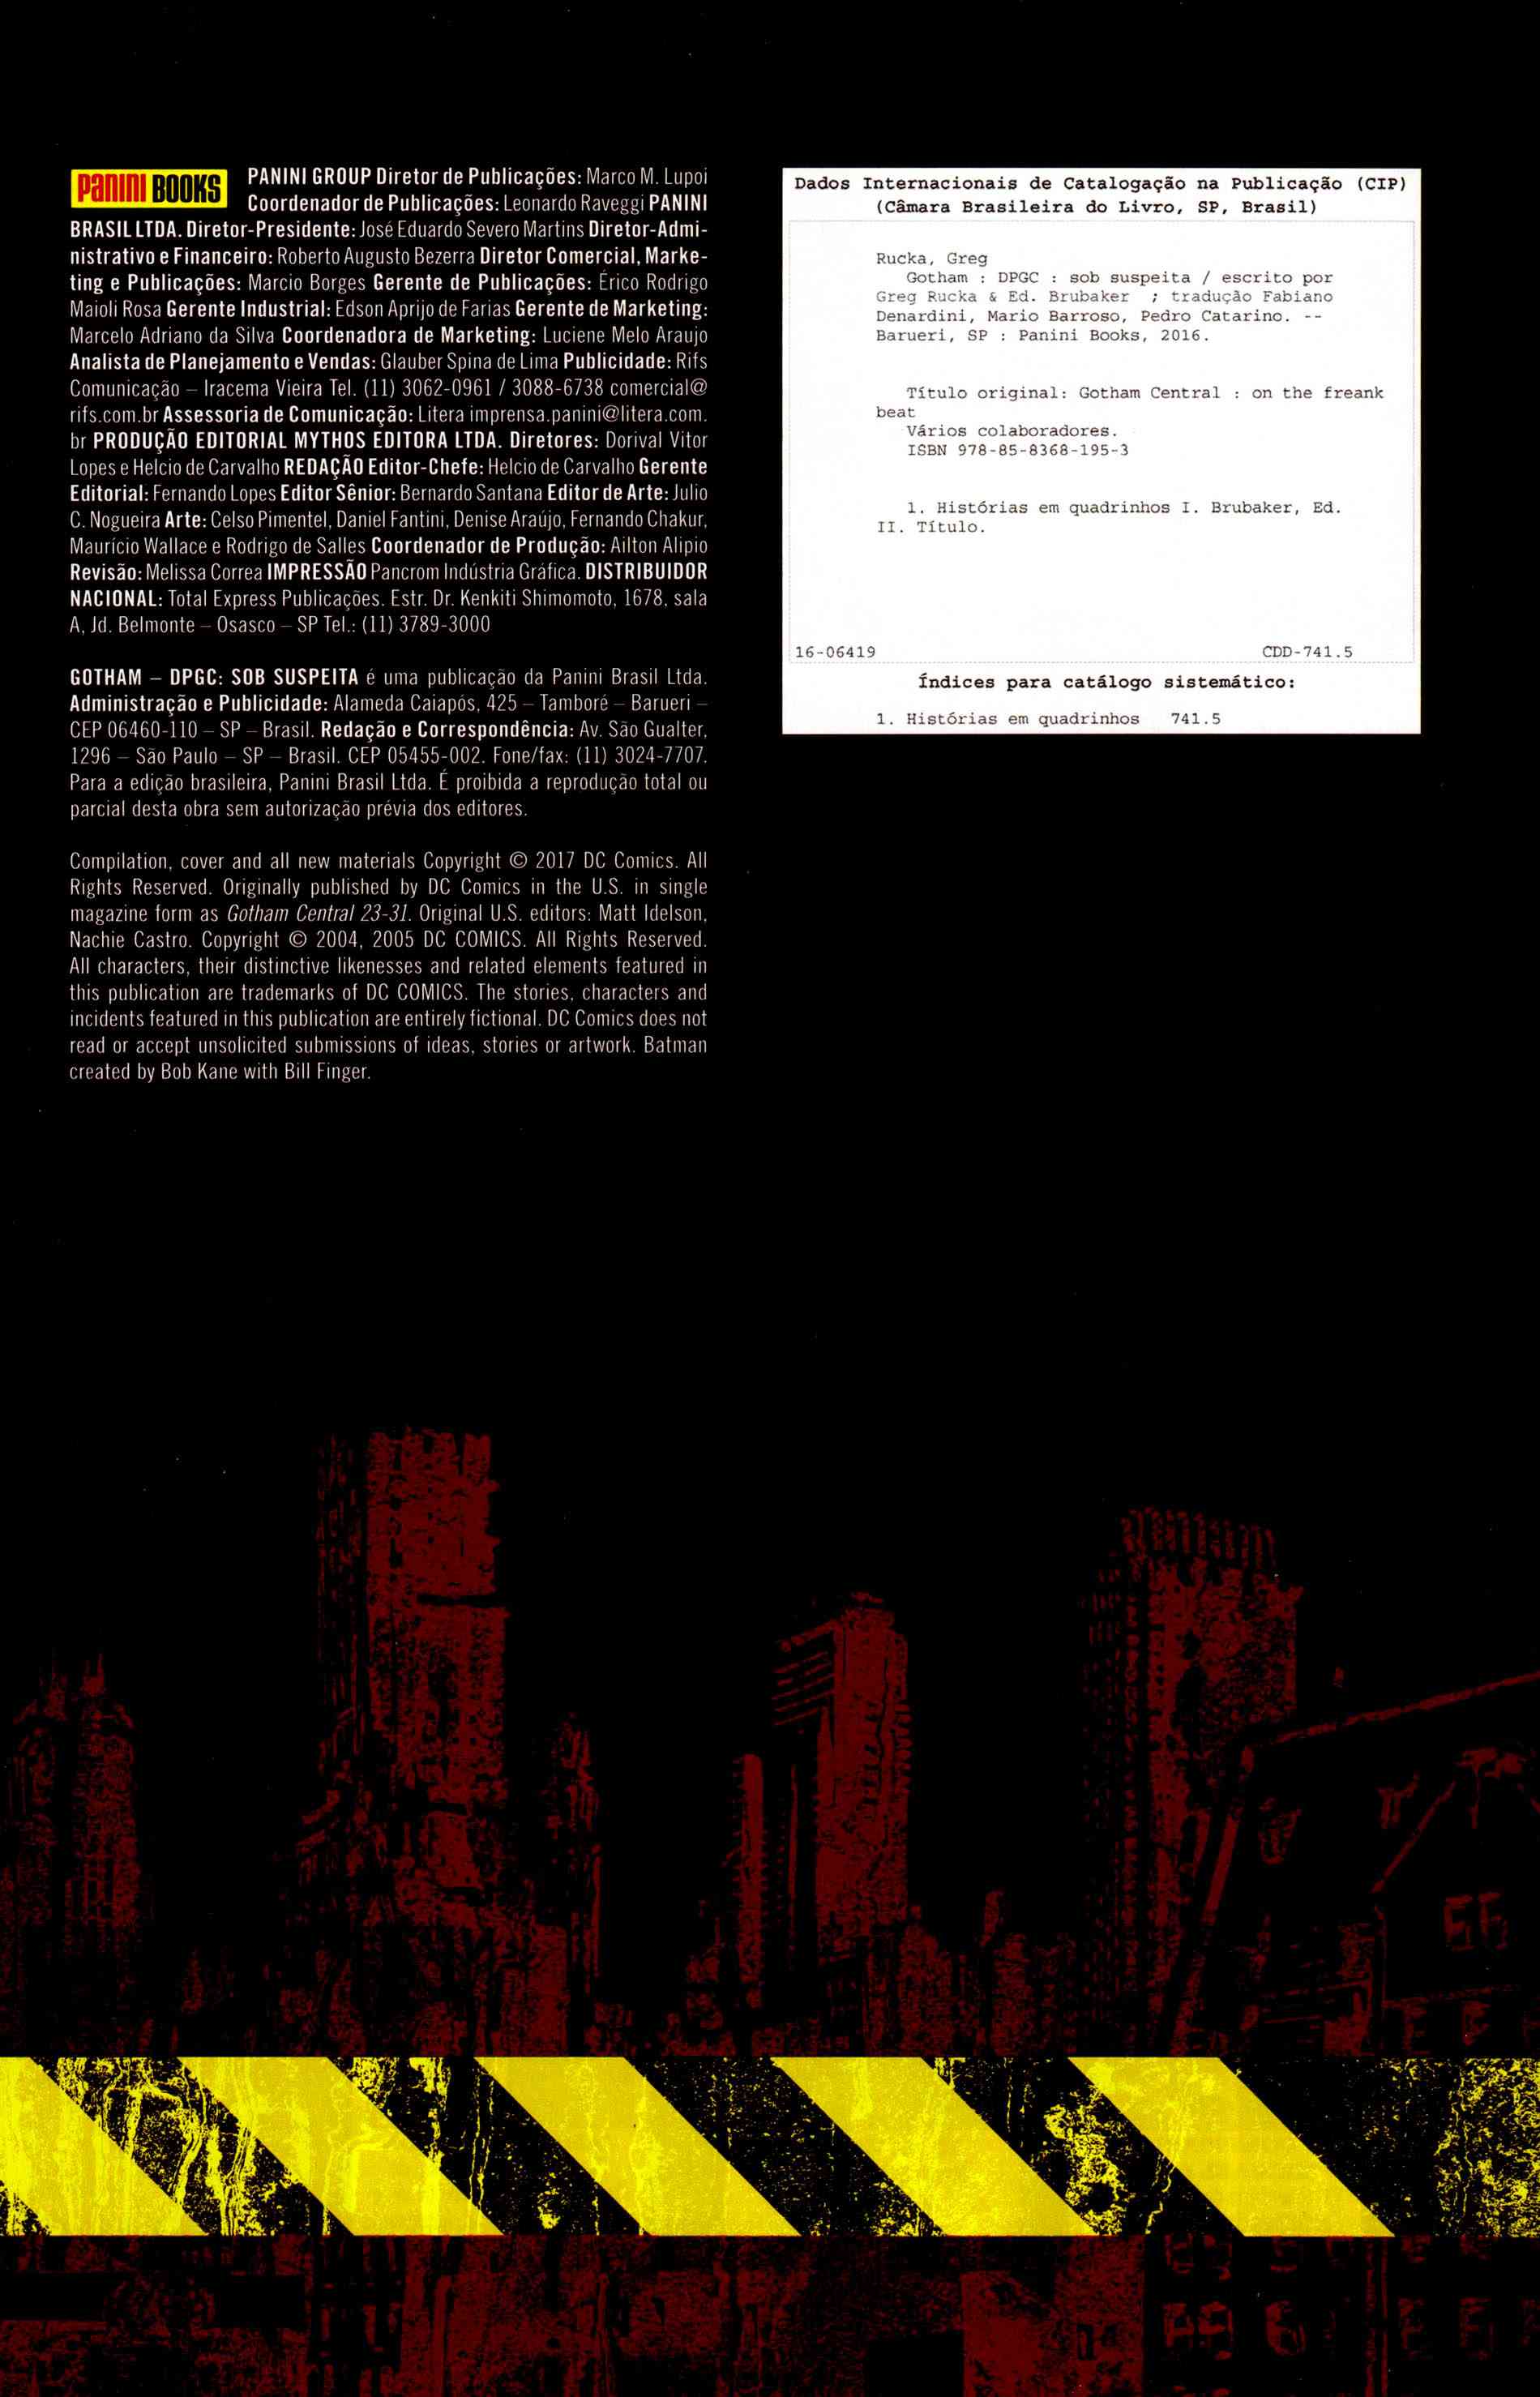 PANINI BOOKS
PANINI GROUP Diretor de Publicações: Marco M. Lupoi
Coordenador de Publicações: Leonardo Raveggi PANINI
BRASIL LTDA. Diretor-Presidente: José Eduardo Severo Martins Diretor-Admi-
nistrativo e Financeiro: Roberto Augusto Bezerra Diretor Comercial, Marke-
ting e Publicações: Marcio Borges Gerente de Publicações: Érico Rodrigo
Maioli Rosa Gerente Industrial: Edson Aprijo de Farias Gerente de Marketing:
Marcelo Adriano da Silva Coordenadora de Marketing: Luciene Melo Araujo
Analista de Planejamento e Vendas: Glauber Spina de Lima Publicidade: Rifs
Comunicação – Iracema Vieira Tel. (11) 3062-0961 / 3088-6738 comercial@
rifs.com.br Assessoria de Comunicação: Litera imprensa.panini@litera.com.
br PRODUÇÃO EDITORIAL MYTHOS EDITORA LTDA. Diretores: Dorival Vitor
Lopes e Helcio de Carvalho REDAÇÃO Editor-Chefe: Helcio de Carvalho Gerente
Editorial: Fernando Lopes Editor Sênior: Bernardo Santana Editor de Arte: Julio
C. Nogueira Arte: Celso Pimentel, Daniel Fantini, Denise Araújo, Fernando Chakur,
Maurício Wallace e Rodrigo de Salles Coordenador de Produção: Ailton Alipio
Revisão: Melissa Correa IMPRESSÃO Pancrom Indústria Gráfica. DISTRIBUIDOR
NACIONAL: Total Express Publicações. Estr. Dr. Kenkiti Shimomoto, 1678, sala
A, Jd. Belmonte – Osasco – SP Tel.: (11) 3789-3000
GOTHAM – DPGC: SOB SUSPEITA é uma publicação da Panini Brasil Ltda.
Administração e Publicidade: Alameda Caiapós, 425 – Tamboré – Barueri –
CEP 06460-110 – SP – Brasil. Redação e Correspondência: Av. São Gualter,
1296 – São Paulo – SP – Brasil. CEP 05455-002. Fone/fax: (11) 3024-7707.
Para a edição brasileira, Panini Brasil Ltda. É proibida a reprodução total ou
parcial desta obra sem autorização prévia dos editores.
Compilation, cover and all new materials Copyright © 2017 DC Comics. All
Rights Reserved. Originally published by DC Comics in the U.S. in single
magazine form as Gotham Central 23-31. Original U.S. editors: Matt Idelson,
Nachie Castro. Copyright © 2004, 2005 DC COMICS. All Rights Reserved.
All characters, their distinctive likenesses and related elements featured in
this publication are trademarks of DC COMICS. The stories, characters and
incidents featured in this publication are entirely fictional. DC Comics does not
read or accept unsolicited submissions of ideas, stories or artwork. Batman
created by Bob Kane with Bill Finger.
Dados Internacionais de Catalogação na Publicação (CIP)
(Câmara Brasileira do Livro, SP, Brasil)
Rucka, Greg
Gotham : DPGC : sob suspeita / escrito por
Greg Rucka & Ed. Brubaker ; tradução Fabiano
Denardini, Mario Barroso, Pedro Catarino. --
Barueri, SP : Panini Books, 2016.
Título original: Gotham Central : on the freank
beat
Vários colaboradores.
ISBN 978-85-8368-195-3
1. Histórias em quadrinhos I. Brubaker, Ed.
II. Título.
16-06419 CDD-741.5
Índices para catálogo sistemático:
1. Histórias em quadrinhos 741.5